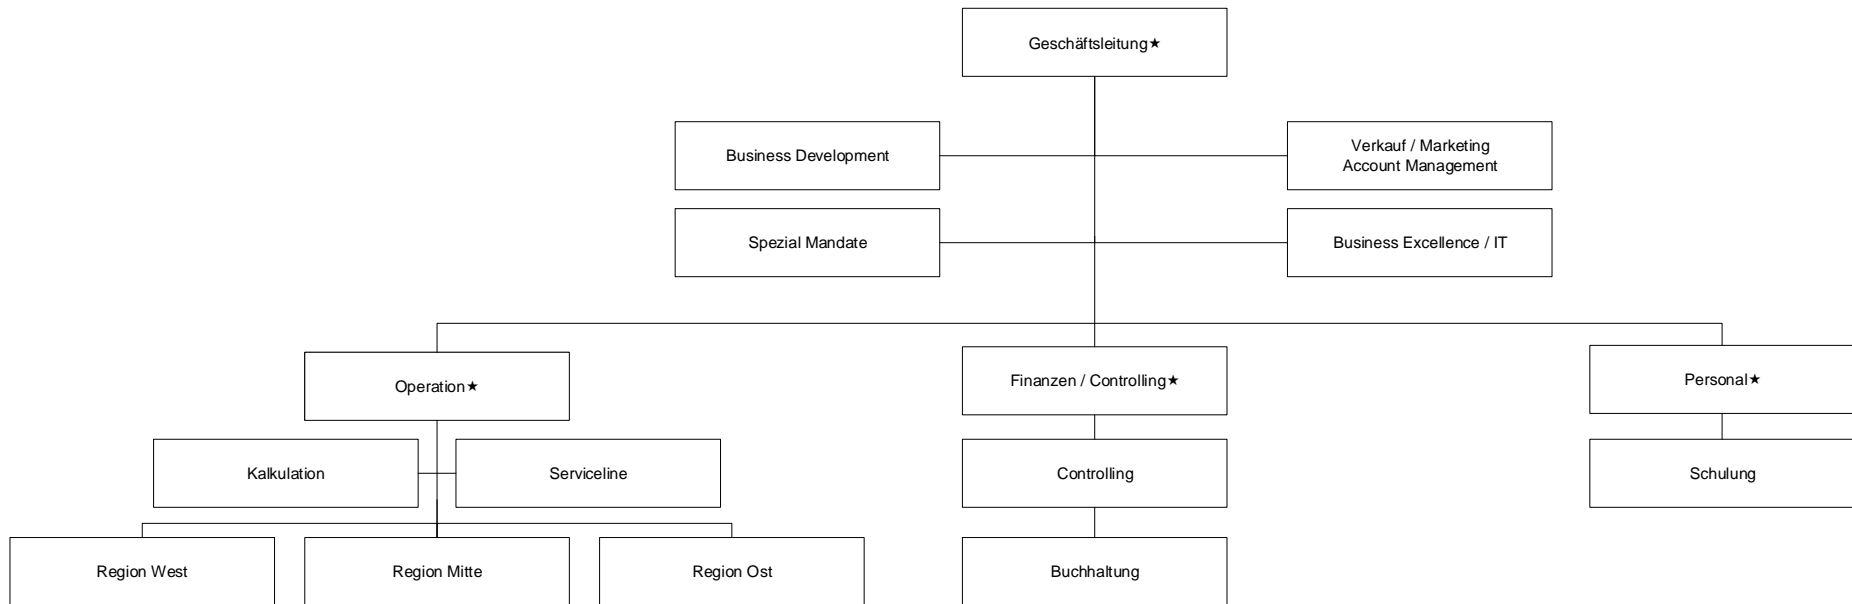 Geschäftsleitung★
Business Development
Verkauf / Marketing
Account Management
Spezial Mandate
Business Excellence / IT
Operation★
Finanzen / Controlling★
Personal★
Kalkulation
Serviceline
Controlling
Schulung
Region West
Region Mitte
Region Ost
Buchhaltung